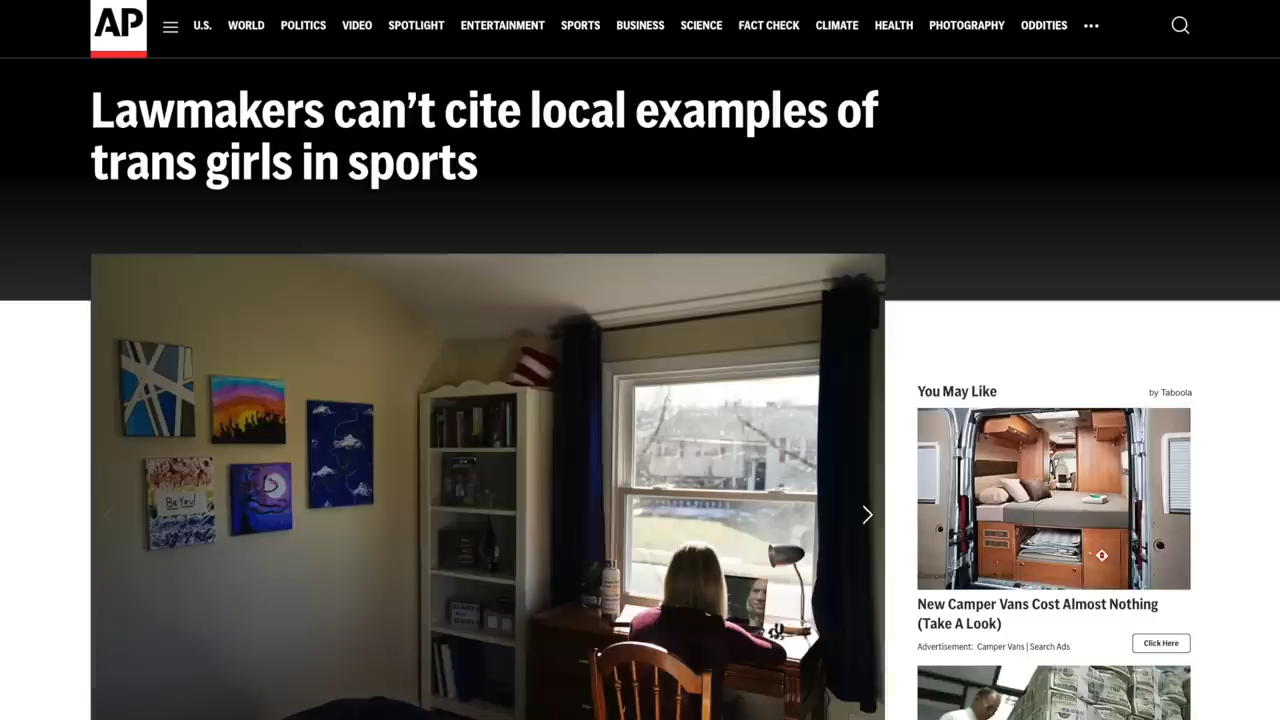 AP
U.S. WORLD POLITICS VIDEO SPOTLIGHT ENTERTAINMENT SPORTS BUSINESS SCIENCE FACT CHECK CLIMATE HEALTH PHOTOGRAPHY ODDITIES
Lawmakers can't cite local examples of
trans girls in sports
Be You!
You May Like
by Taboola
New Camper Vans Cost Almost Nothing
(Take A Look)
Advertisement: Camper Vans | Search Ads
Click Here